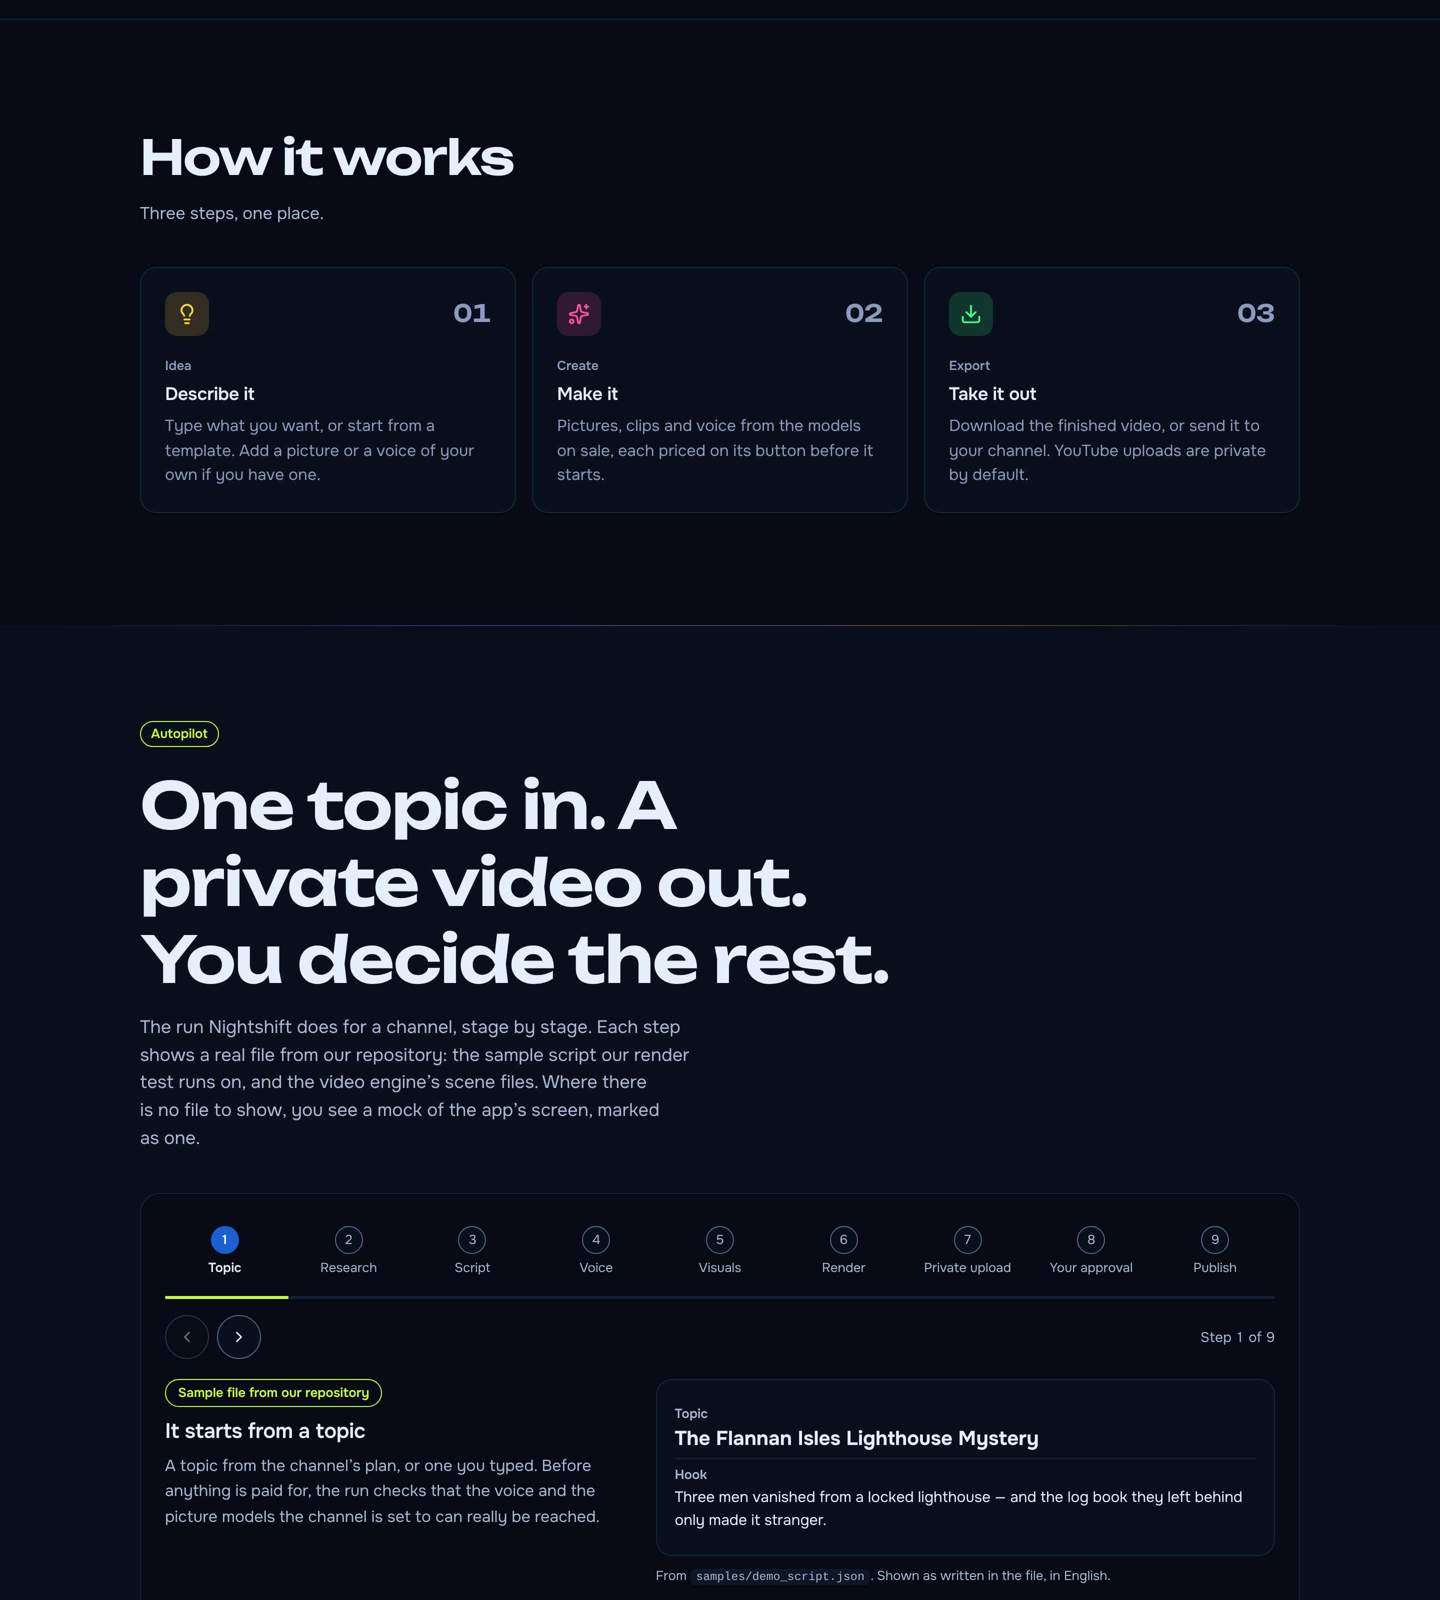 How it works
Three steps, one place.
01
Idea
Describe it
Type what you want, or start from a
template. Add a picture or a voice of your
own if you have one.
02
Create
Make it
Pictures, clips and voice from the models
on sale, each priced on its button before it
starts.
03
Export
Take it out
Download the finished video, or send it to
your channel. YouTube uploads are private
by default.
Autopilot
One topic in. A
private video out.
You decide the rest.
The run Nightshift does for a channel, stage by stage. Each step
shows a real file from our repository: the sample script our render
test runs on, and the video engine’s scene files. Where there
is no file to show, you see a mock of the app’s screen, marked
as one.
1 2 3 4 5 6 7 8 9
Topic Research Script Voice Visuals Render Private upload Your approval Publish
Step 1 of 9
Sample file from our repository
It starts from a topic
A topic from the channel’s plan, or one you typed. Before
anything is paid for, the run checks that the voice and the
picture models the channel is set to can really be reached.
Topic
The Flannan Isles Lighthouse Mystery
Hook
Three men vanished from a locked lighthouse — and the log book they left behind
only made it stranger.
From samples/demo_script.json. Shown as written in the file, in English.